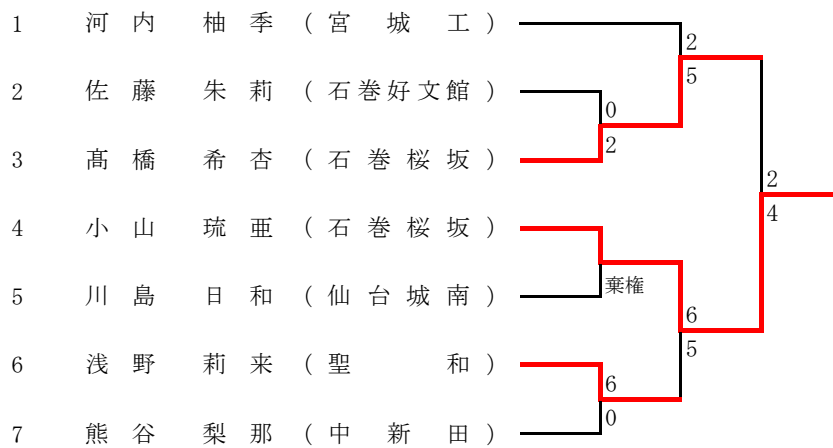 1 河内 柚季 (宮城工)
2
5
2 佐藤 朱莉 (石巻好文館)
0
2
3 髙橋 希杏 (石巻桜坂)
2
4
4 小山 琉亜 (石巻桜坂)
棄権
5 川島 日和 (仙台城南)
6
5
6 浅野 莉来 (聖和)
6
0
7 熊谷 梨那 (中新田)